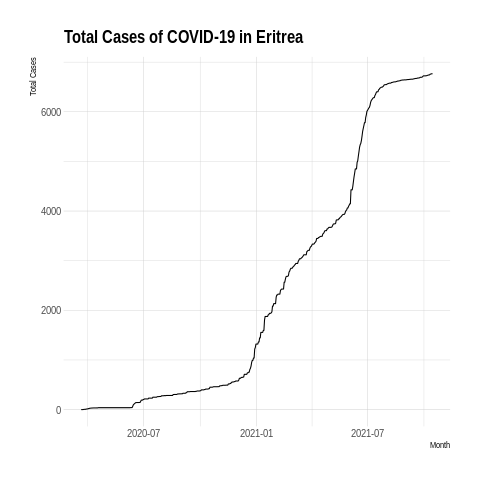 Total Cases of COVID-19 in Eritrea
Total Cases
6000
4000
2000
0
2020-07 2021-01 2021-07
Month